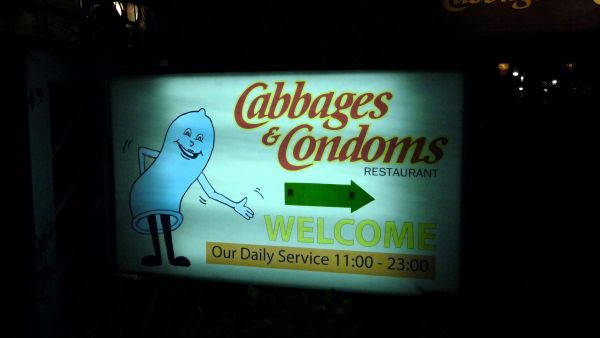 Cabbages
& Condoms
RESTAURANT
WELCOME
Our Daily Service 11:00 - 23:00